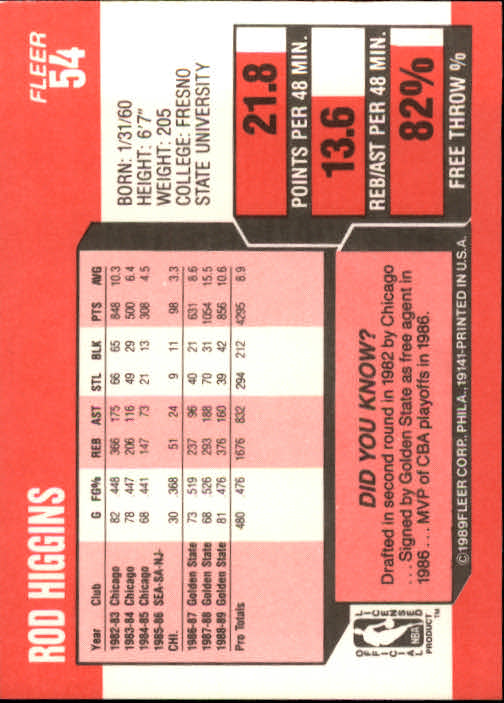 FLEER
54
ROD HIGGINS
BORN: 1/31/60
HEIGHT: 6'7"
WEIGHT: 205
COLLEGE: FRESNO
STATE UNIVERSITY
21.8
POINTS PER 48 MIN.
13.6
REB/AST PER 48 MIN.
82%
FREE THROW %
Year Club G FG% REB AST STL BLK PTS AVG
1982-83 Chicago 82 .448 366 175 66 65 848 10.3
1983-84 Chicago 78 .447 206 116 49 29 500 6.4
1984-85 Chicago 68 .441 147 73 21 13 308 4.5
1985-86 SEA-SA-NJ-
CHI. 30 .368 51 24 9 11 98 3.3
1986-87 Golden State 73 .519 237 96 40 21 631 8.6
1987-88 Golden State 68 .526 293 188 70 31 1054 15.5
1988-89 Golden State 81 .476 376 160 39 42 856 10.6
Pro Totals 480 .476 1676 832 294 212 4295 8.9
DID YOU KNOW?
Drafted in second round in 1982 by Chicago
...Signed by Golden State as free agent in
1986...MVP of CBA playoffs in 1986.
OFFICIAL LICENSED
NBA
PRODUCT™
©1989 FLEER CORP., PHILA., 19141-PRINTED IN U.S.A.